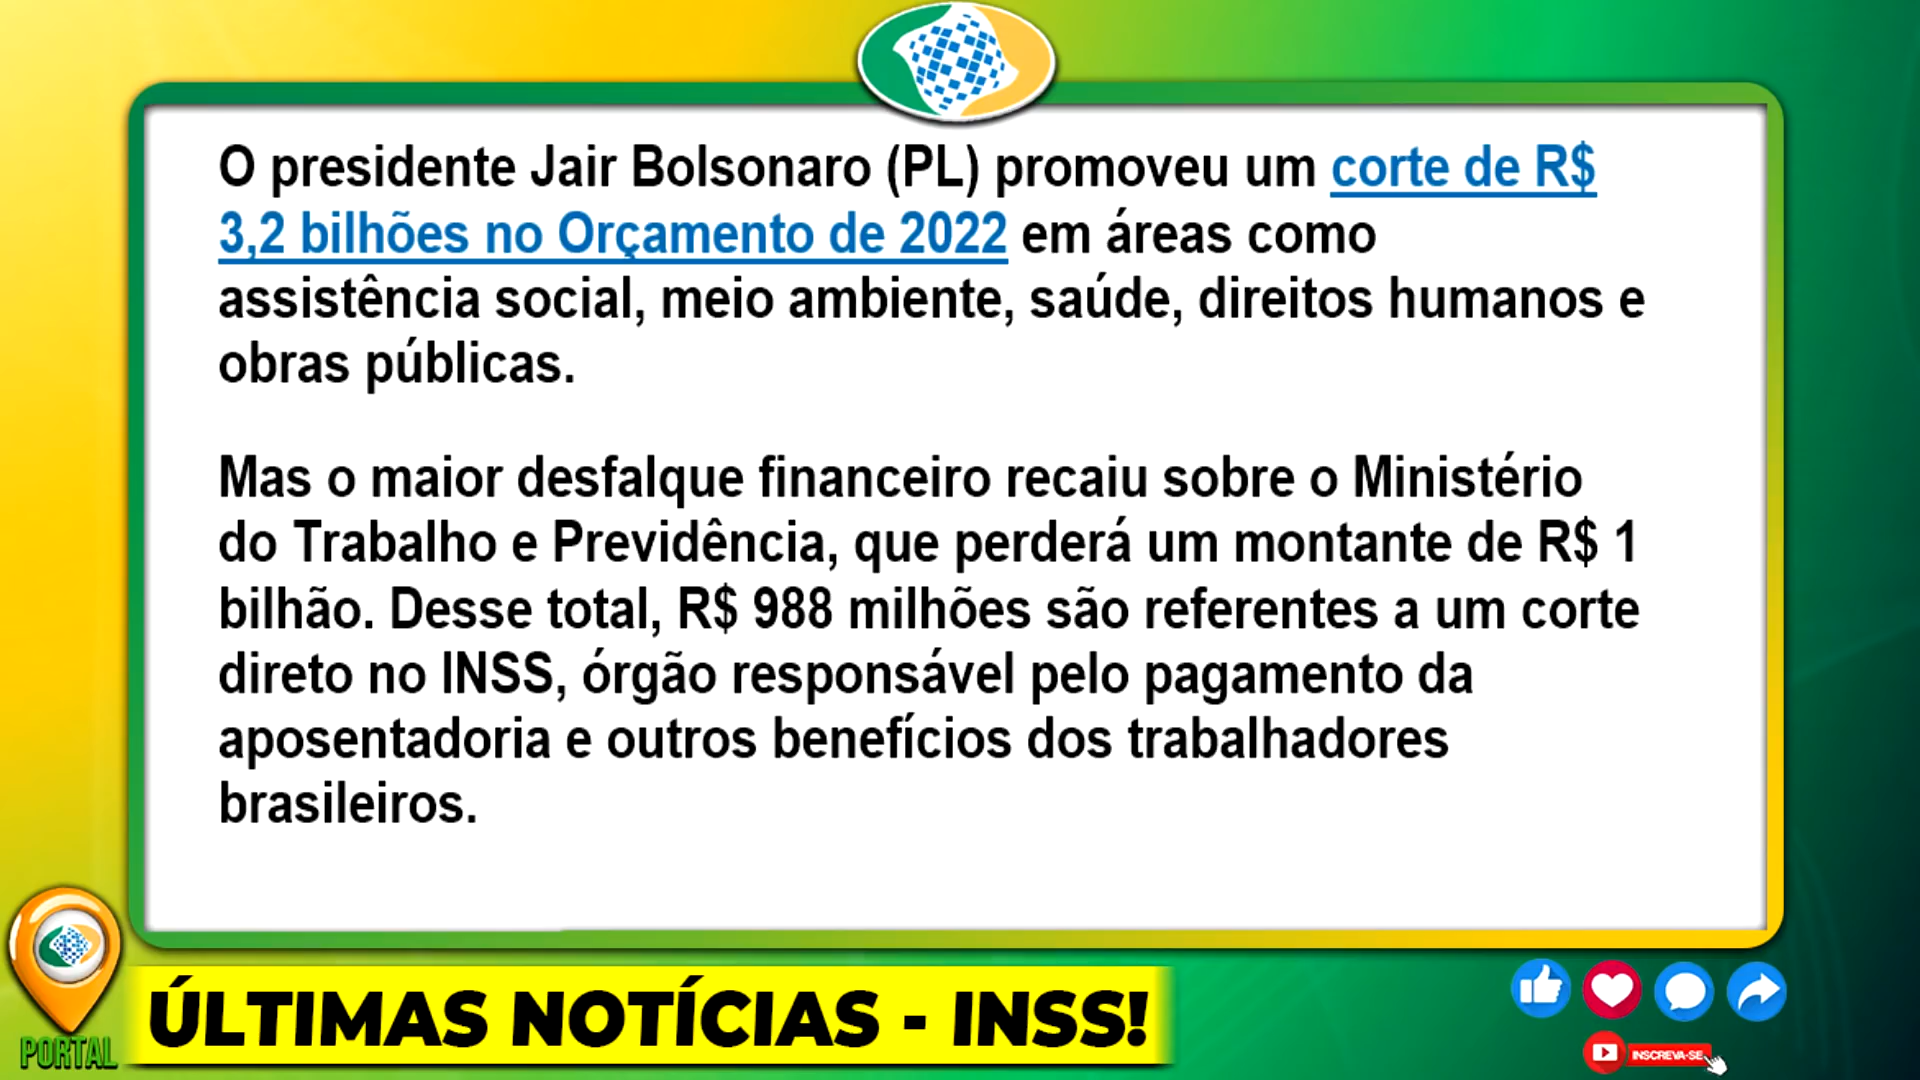 O presidente Jair Bolsonaro (PL) promoveu um corte de R$
3,2 bilhões no Orçamento de 2022 em áreas como
assistência social, meio ambiente, saúde, direitos humanos e
obras públicas.
Mas o maior desfalque financeiro recaiu sobre o Ministério
do Trabalho e Previdência, que perderá um montante de R$ 1
bilhão. Desse total, R$ 988 milhões são referentes a um corte
direto no INSS, órgão responsável pelo pagamento da
aposentadoria e outros benefícios dos trabalhadores
brasileiros.
ÚLTIMAS NOTÍCIAS - INSS!
PORTAL
INSCREVA-SE